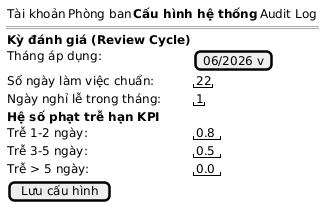 Tài khoản Phòng ban Cấu hình hệ thống Audit Log
Kỳ đánh giá (Review Cycle)
Tháng áp dụng: 06/2026 v
Số ngày làm việc chuẩn: 22
Ngày nghỉ lễ trong tháng: 1
Hệ số phạt trễ hạn KPI
Trễ 1-2 ngày: 0.8
Trễ 3-5 ngày: 0.5
Trễ > 5 ngày: 0.0
Lưu cấu hình